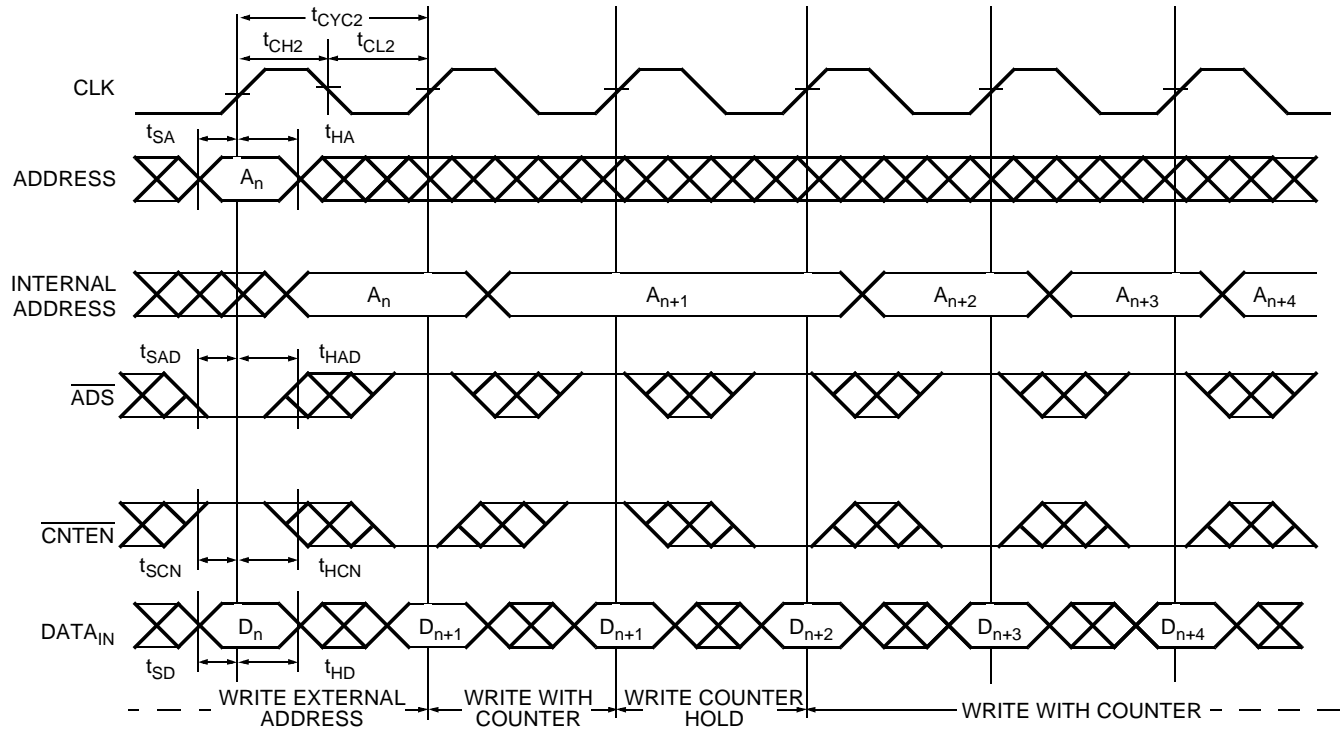 tCYC2
tCH2 tCL2
CLK
tSA tHA
ADDRESS An
INTERNAL
ADDRESS
An An+1 An+2 An+3 An+4
tSAD tHAD
ADS
CNTEN
tSCN tHCN
DATAIN Dn Dn+1 Dn+1 Dn+2 Dn+3 Dn+4
tSD tHD
WRITE EXTERNAL
ADDRESS
WRITE WITH
COUNTER
WRITE COUNTER
HOLD
WRITE WITH COUNTER